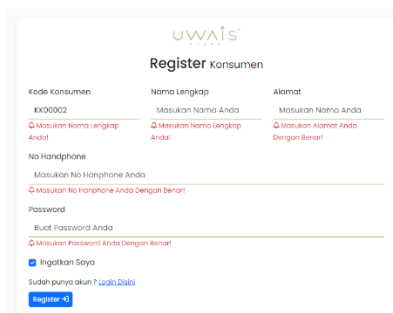 UWAIS
Register Konsumen
Kode Konsumen
Nama Lengkap
Alamat
KK00002
Masukan Nama Anda
Masukan Nama Anda
Masukan Nama Lengkap Anda!
Masukan Nama Lengkap Anda!
Masukan Alamat Anda Dengan Benar!
No Handphone
Masukan No Hanphone Anda
Masukan No Hanphone Anda Dengan Benar!
Password
Buat Password Anda
Masukan Password Anda Dengan Benar!
Ingatkan Saya
Sudah punya akun ? Login Disini
Register